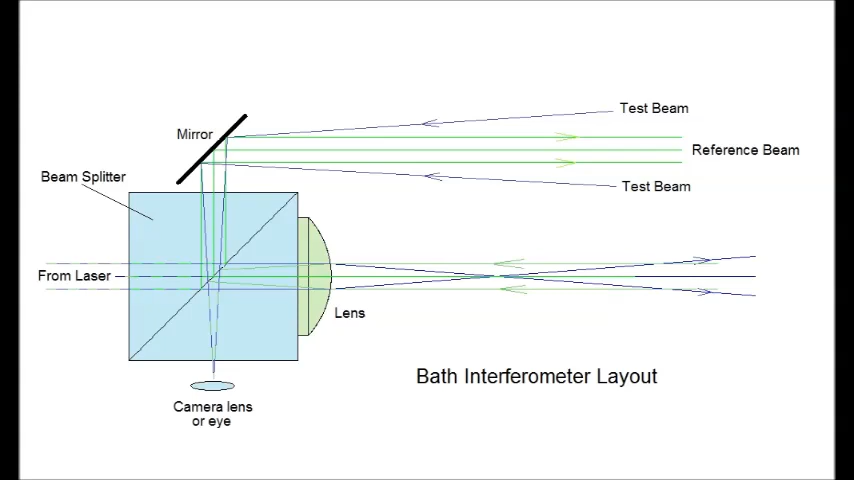 Test Beam
Mirror
Reference Beam
Beam Splitter
Test Beam
From Laser
Lens
Bath Interferometer Layout
Camera lens
or eye